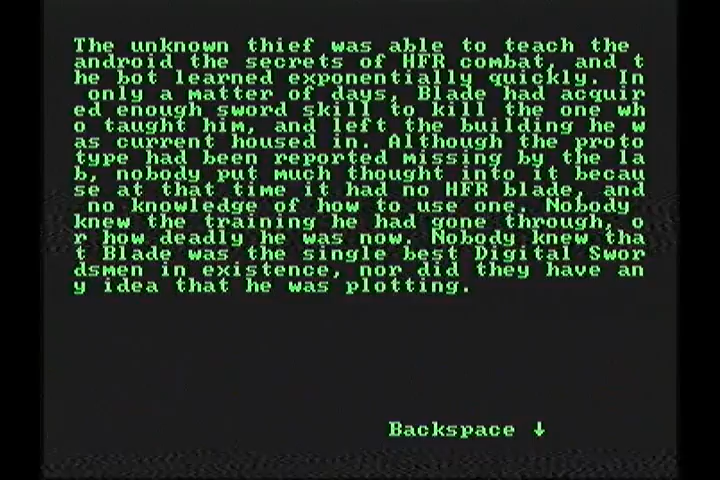 The unknown thief was able to teach the
android the secrets of HFR combat, and t
he bot learned exponentially quickly. In
only a matter of days, Blade had acquir
ed enough sword skill to kill the one wh
o taught him, and left the building he w
as current housed in. Although the proto
type had been reported missing by the la
b, nobody put much thought into it becau
se at that time it had no HFR blade, and
no knowledge of how to use one. Nobody
knew the training he had gone through, o
r how deadly he was now. Nobody knew tha
t Blade was the single best Digital Swor
dsmen in existence, nor did they have an
y idea that he was plotting.
Backspace ↓